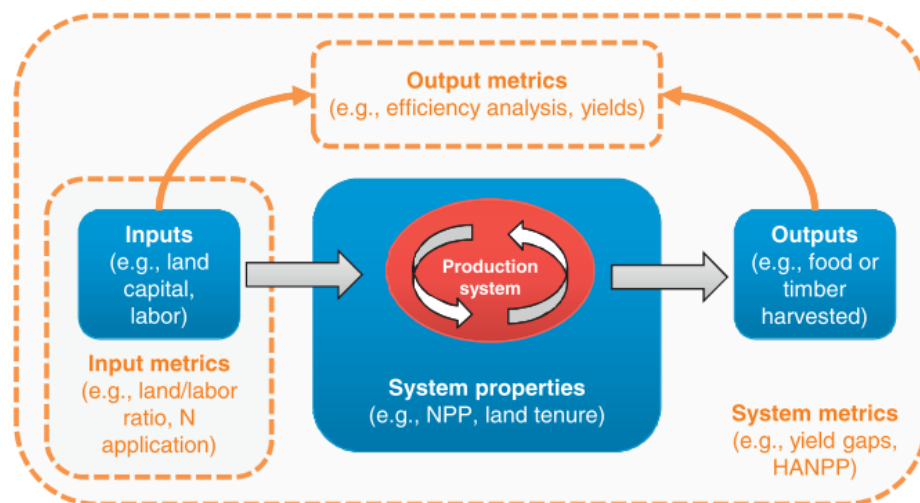 Output metrics
(e.g., efficiency analysis, yields)
Inputs
(e.g., land
capital,
labor)
Input metrics
(e.g., land/labor
ratio, N
application)
Production
system
System properties
(e.g., NPP, land tenure)
Outputs
(e.g., food or
timber
harvested)
System metrics
(e.g., yield gaps,
HANPP)